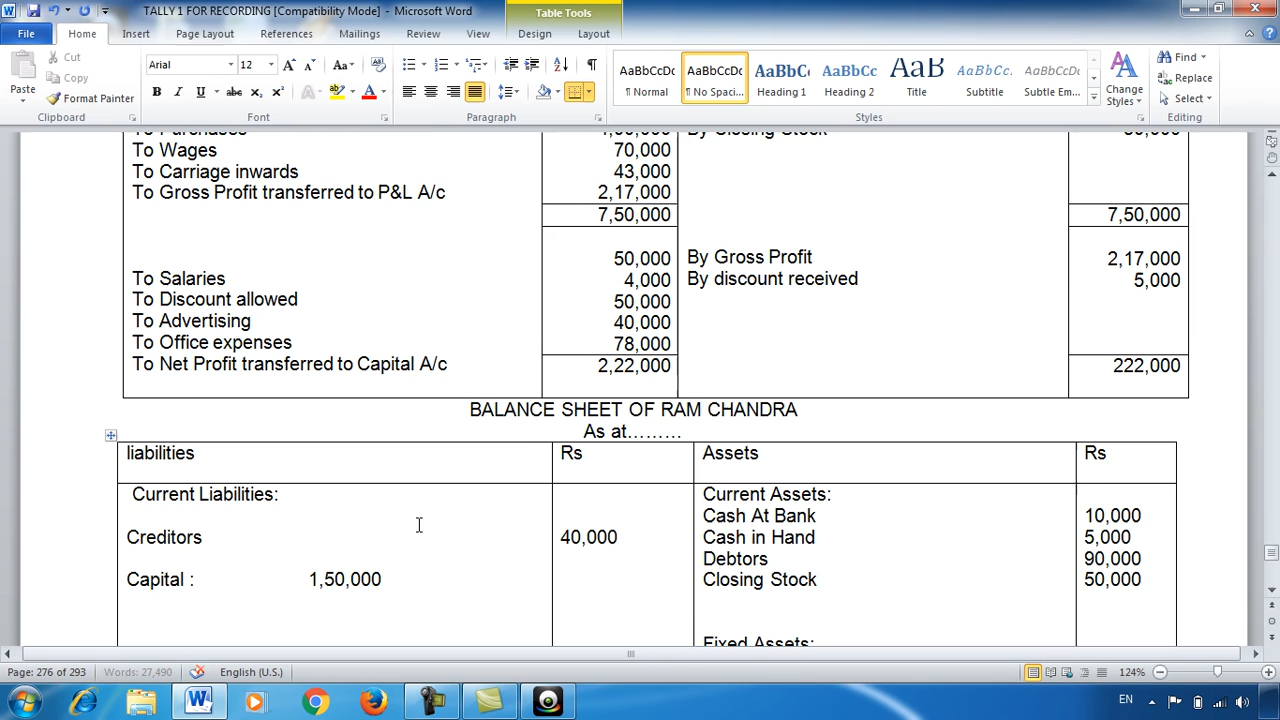 TALLY 1 FOR RECORDING [Compatibility Mode] - Microsoft Word
Table Tools
File Home Insert Page Layout References Mailings Review View Design Layout
Cut
Copy
Format Painter
Paste
Arial 12
AaBbCcDc AaBbCcDc AaBbCc AaBbCc AaB AaBbCcL AaBbCcDc
¶ Normal ¶ No Spaci... Heading 1 Heading 2 Title Subtitle Subtle Em...
Change Styles
Find
Replace
Select
Clipboard Font Paragraph Styles Editing
To Purchases By Closing Stock
To Wages 70,000
To Carriage inwards 43,000
To Gross Profit transferred to P&L A/c 2,17,000
7,50,000 7,50,000
50,000 By Gross Profit 2,17,000
To Salaries 4,000 By discount received 5,000
To Discount allowed 50,000
To Advertising 40,000
To Office expenses 78,000
To Net Profit transferred to Capital A/c 2,22,000 222,000
BALANCE SHEET OF RAM CHANDRA
As at.........
liabilities Rs Assets Rs
Current Liabilities: Current Assets:
Cash At Bank 10,000
Creditors 40,000 Cash in Hand 5,000
Debtors 90,000
Capital : 1,50,000 Closing Stock 50,000
Fixed Assets:
Page: 276 of 293 Words: 27,490 English (U.S.) 124%
EN